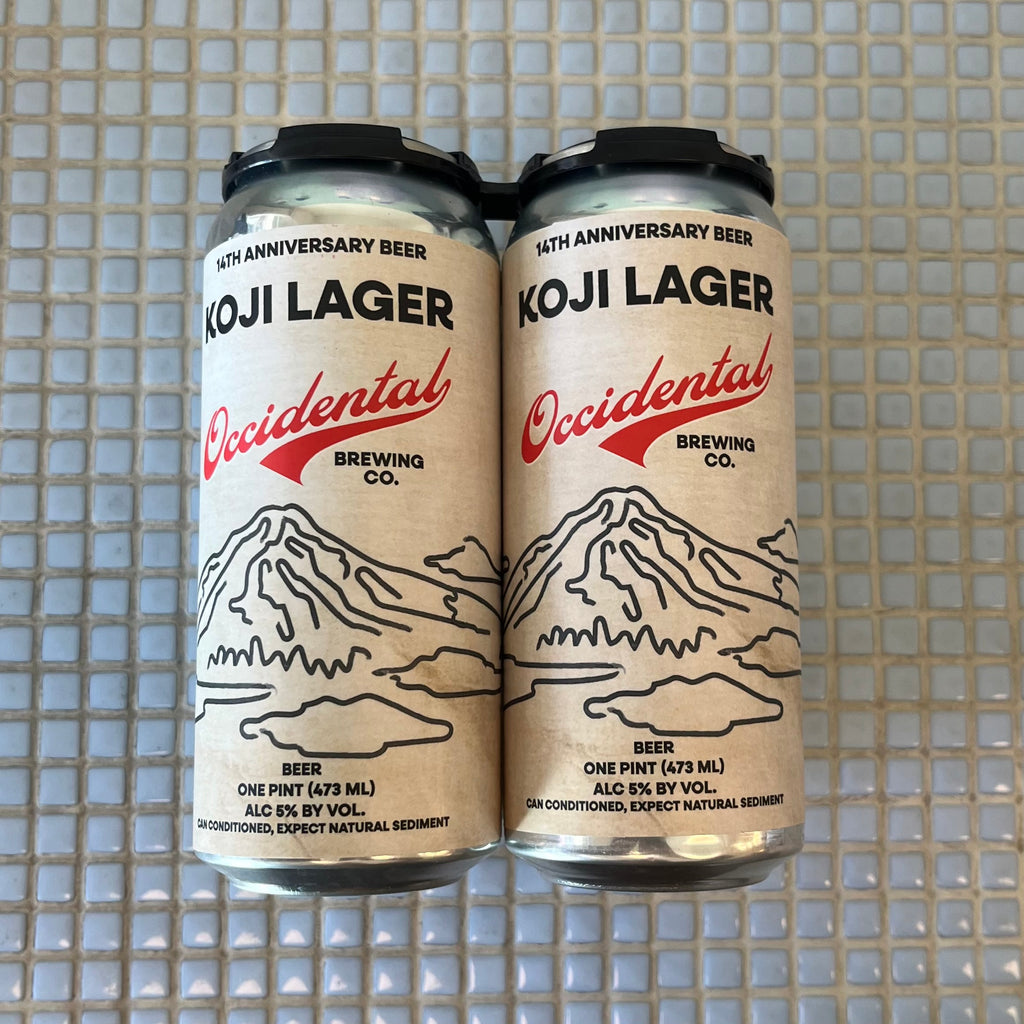 14TH ANNIVERSARY BEER
KOJI LAGER
Occidental
BREWING
CO.
BEER
ONE PINT (473 ML)
ALC 5% BY VOL.
CAN CONDITIONED, EXPECT NATURAL SEDIMENT
14TH ANNIVERSARY BEER
KOJI LAGER
Occidental
BREWING
CO.
BEER
ONE PINT (473 ML)
ALC 5% BY VOL.
CAN CONDITIONED, EXPECT NATURAL SEDIMENT